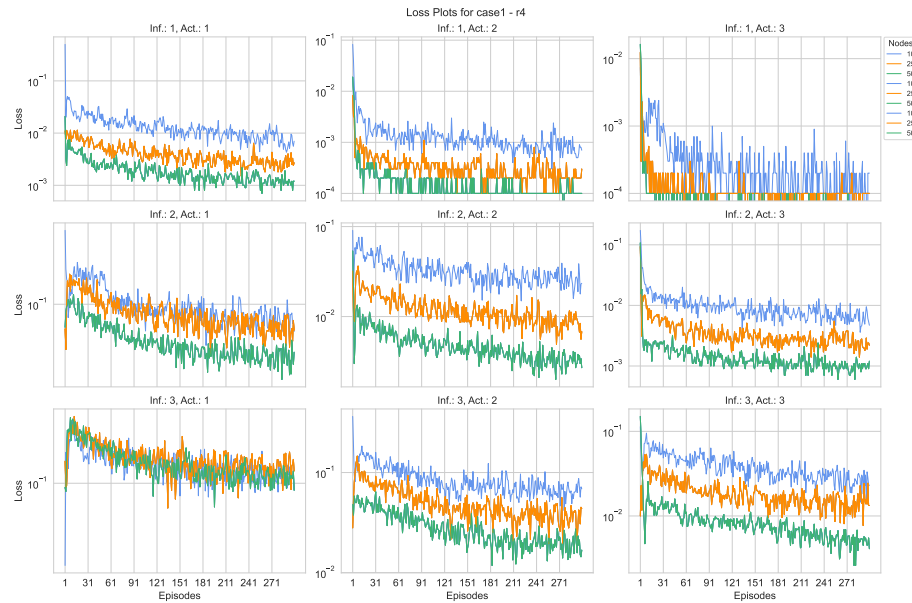 Loss Plots for case1 - r4
Inf.: 1, Act.: 1
Inf.: 1, Act.: 2
Inf.: 1, Act.: 3
Nodes
10⁻¹
10⁻²
10⁻³
Loss
10⁻¹
10⁻²
10⁻³
10⁻⁴
10⁻²
10⁻³
10⁻⁴
Inf.: 2, Act.: 1
Inf.: 2, Act.: 2
Inf.: 2, Act.: 3
10⁻¹
Loss
10⁻¹
10⁻²
10⁻¹
10⁻²
10⁻³
Inf.: 3, Act.: 1
Inf.: 3, Act.: 2
Inf.: 3, Act.: 3
10⁻¹
Loss
10⁻¹
10⁻²
10⁻¹
10⁻²
1 31 61 91 121 151 181 211 241 271
1 31 61 91 121 151 181 211 241 271
1 31 61 91 121 151 181 211 241 271
Episodes
Episodes
Episodes